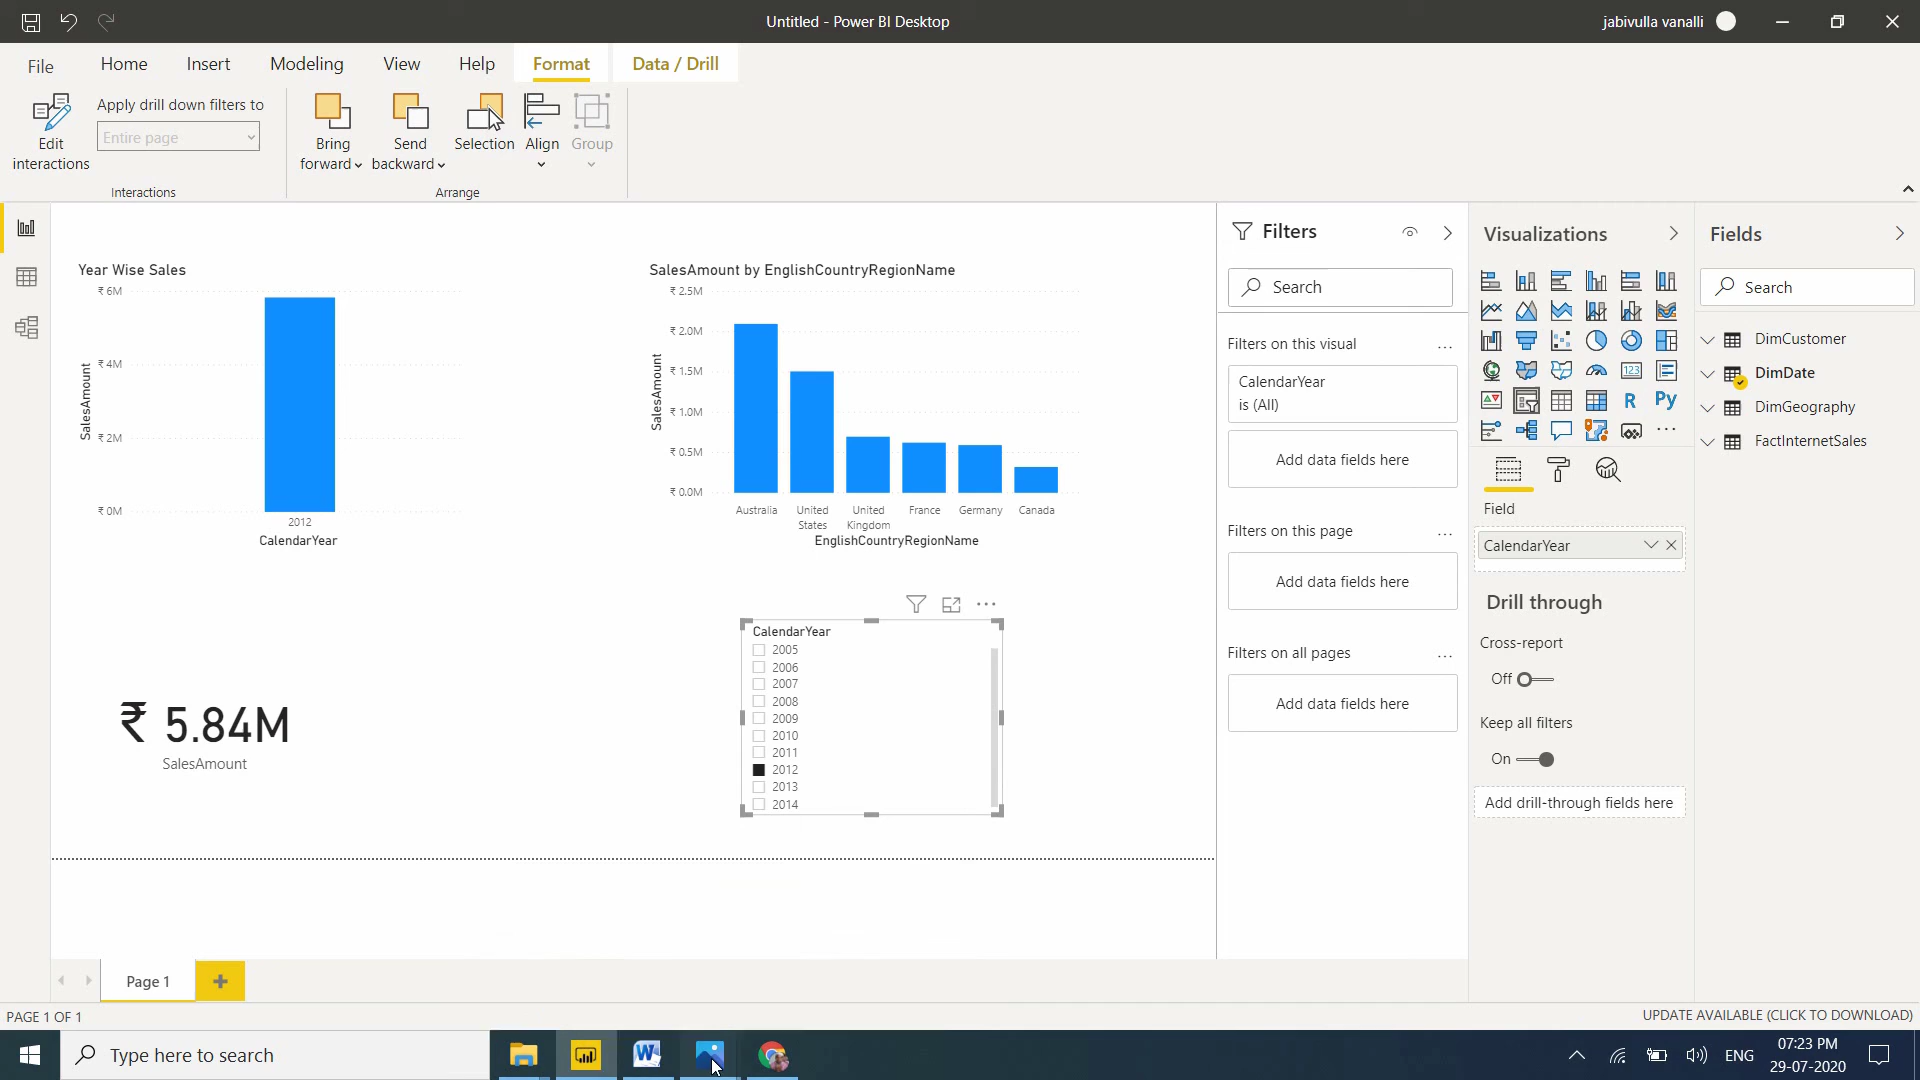 Untitled - Power BI Desktop
jabivulla vanalli
File
Home
Insert
Modeling
View
Help
Format
Data / Drill
Apply drill down filters to
Entire page
Edit
interactions
Bring
forward
Send
backward
Selection
Align
Group
Interactions
Arrange
Year Wise Sales
₹ 6M
₹ 4M
₹ 2M
₹ 0M
SalesAmount
2012
CalendarYear
SalesAmount by EnglishCountryRegionName
₹ 2.5M
₹ 2.0M
₹ 1.5M
₹ 1.0M
₹ 0.5M
₹ 0.0M
SalesAmount
Australia
United
States
United
Kingdom
France
Germany
Canada
EnglishCountryRegionName
₹ 5.84M
SalesAmount
CalendarYear
2005
2006
2007
2008
2009
2010
2011
2012
2013
2014
Filters
Search
Filters on this visual
...
CalendarYear
is (All)
Add data fields here
Filters on this page
...
Add data fields here
Filters on all pages
...
Add data fields here
Visualizations
123
R
Py
...
Field
CalendarYear
Drill through
Cross-report
Off
Keep all filters
On
Add drill-through fields here
Fields
Search
DimCustomer
DimDate
DimGeography
FactInternetSales
Page 1
PAGE 1 OF 1
UPDATE AVAILABLE (CLICK TO DOWNLOAD)
Type here to search
W
ENG
07:23 PM
29-07-2020